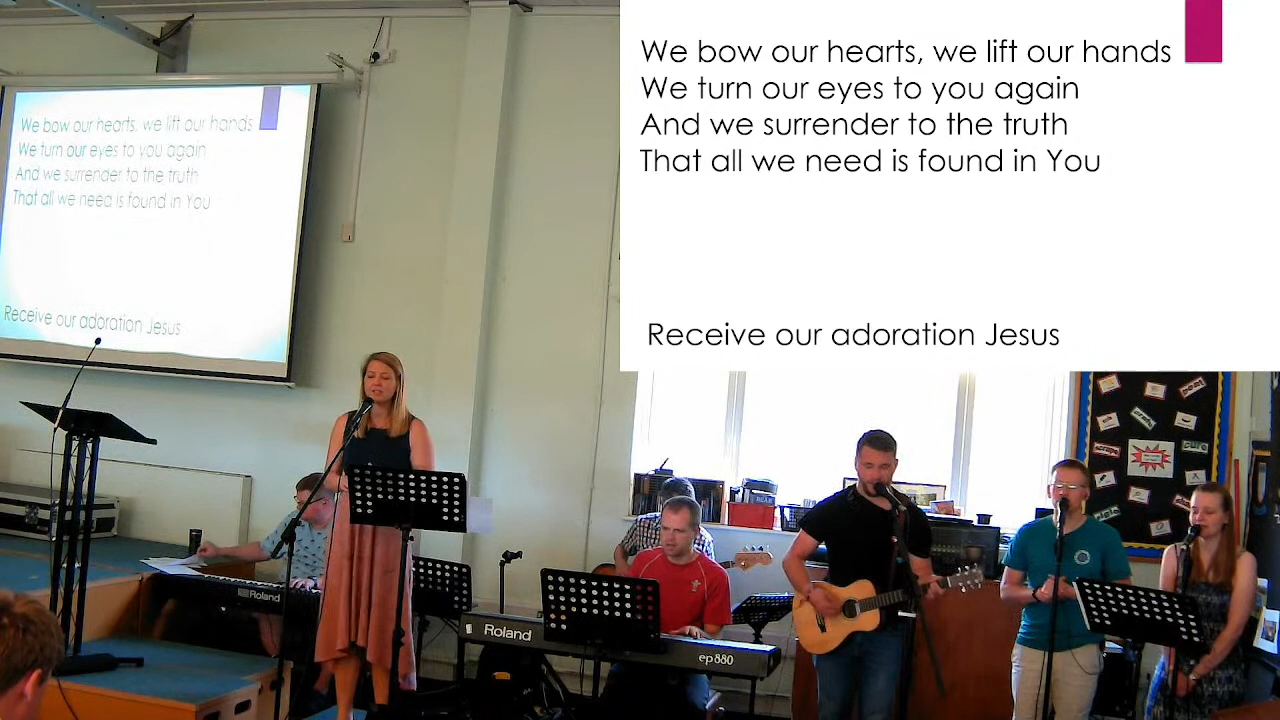 We bow our hearts, we lift our hands
We turn our eyes to you again
And we surrender to the truth
That all we need is found in You
Receive our adoration Jesus
We bow our hearts, we lift our hands
We turn our eyes to you again
And we surrender to the truth
That all we need is found in You
Receive our adoration Jesus
Roland
Roland
ep880